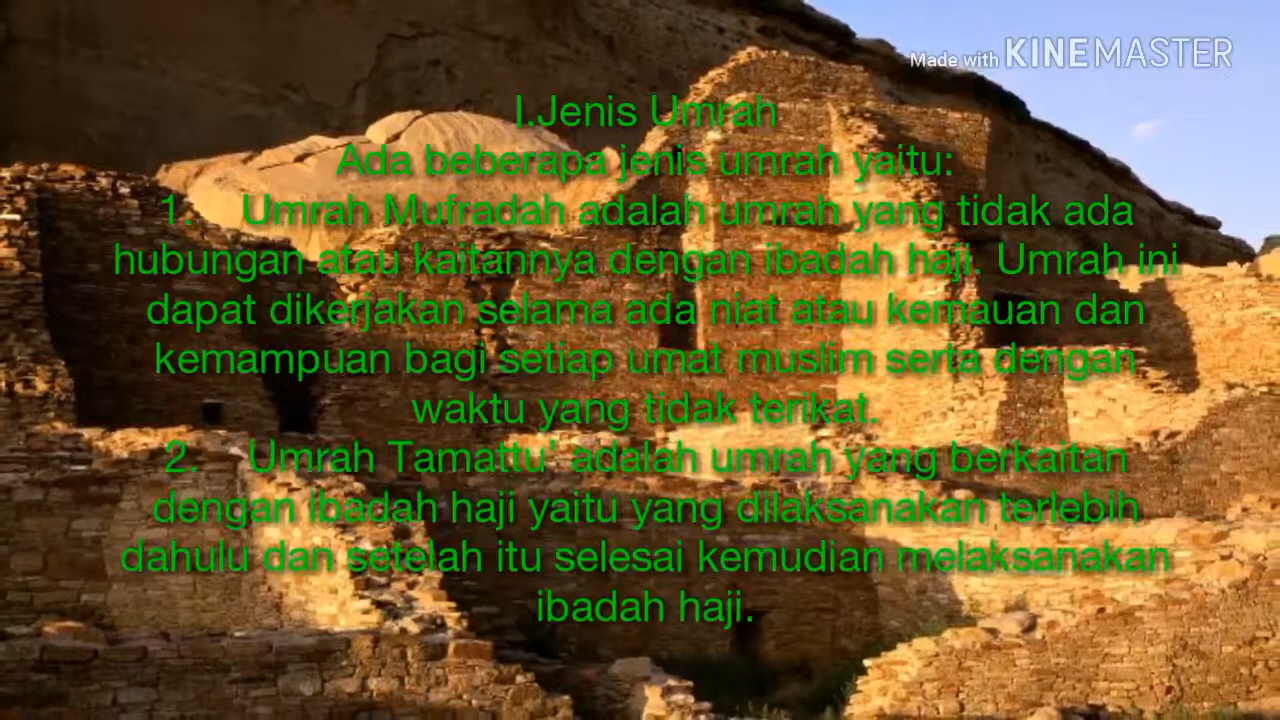 Made with KINEMASTER
I.Jenis Umrah
Ada beberapa jenis umrah yaitu:
1. Umrah Mufradah adalah umrah yang tidak ada
hubungan atau kaitannya dengan ibadah haji. Umrah ini
dapat dikerjakan selama ada niat atau kemauan dan
kemampuan bagi setiap umat muslim serta dengan
waktu yang tidak terikat.
2. Umrah Tamattu' adalah umrah yang berkaitan
dengan ibadah haji yaitu yang dilaksanakan terlebih
dahulu dan setelah itu selesai kemudian melaksanakan
ibadah haji.